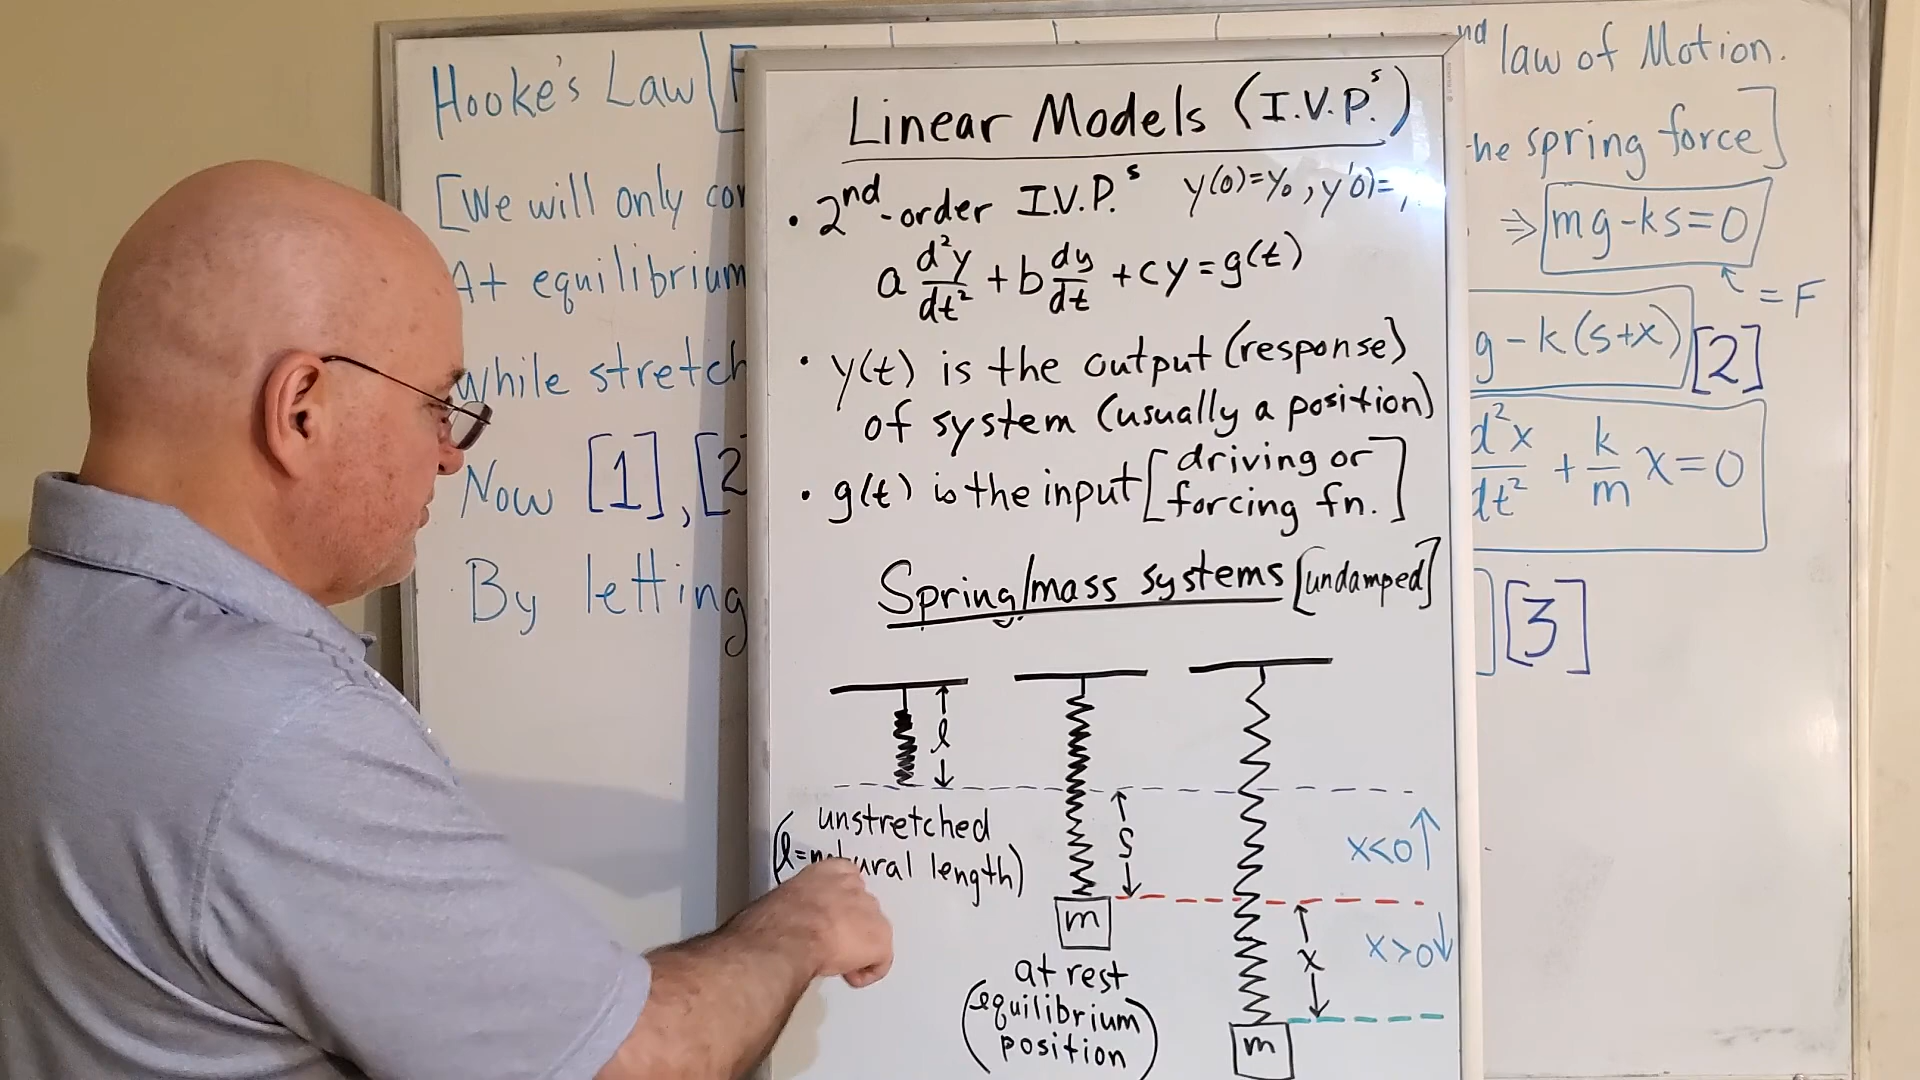 Hooke's Law
[We will only
At equilibrium
while stretch
Now [1],[2
By letting
Linear Models (I.V.P.s)
• 2nd-order I.V.P.s y(0)=y₀, y'(0)=
a d²y/dt² + b dy/dt + cy = g(t)
• y(t) is the output (response)
of system (usually a position)
• g(t) is the input [driving or
forcing fn.]
Spring/mass systems [undamped]
l
unstretched
(l=natural length)
S
m
at rest
(equilibrium
position)
x<0↑
x>0↓
x
m
nd law of Motion.
the spring force]
⇒ mg-ks=0
= F
g-k(s+x) [2]
d²x/dt² + k/m x = 0
] [3]